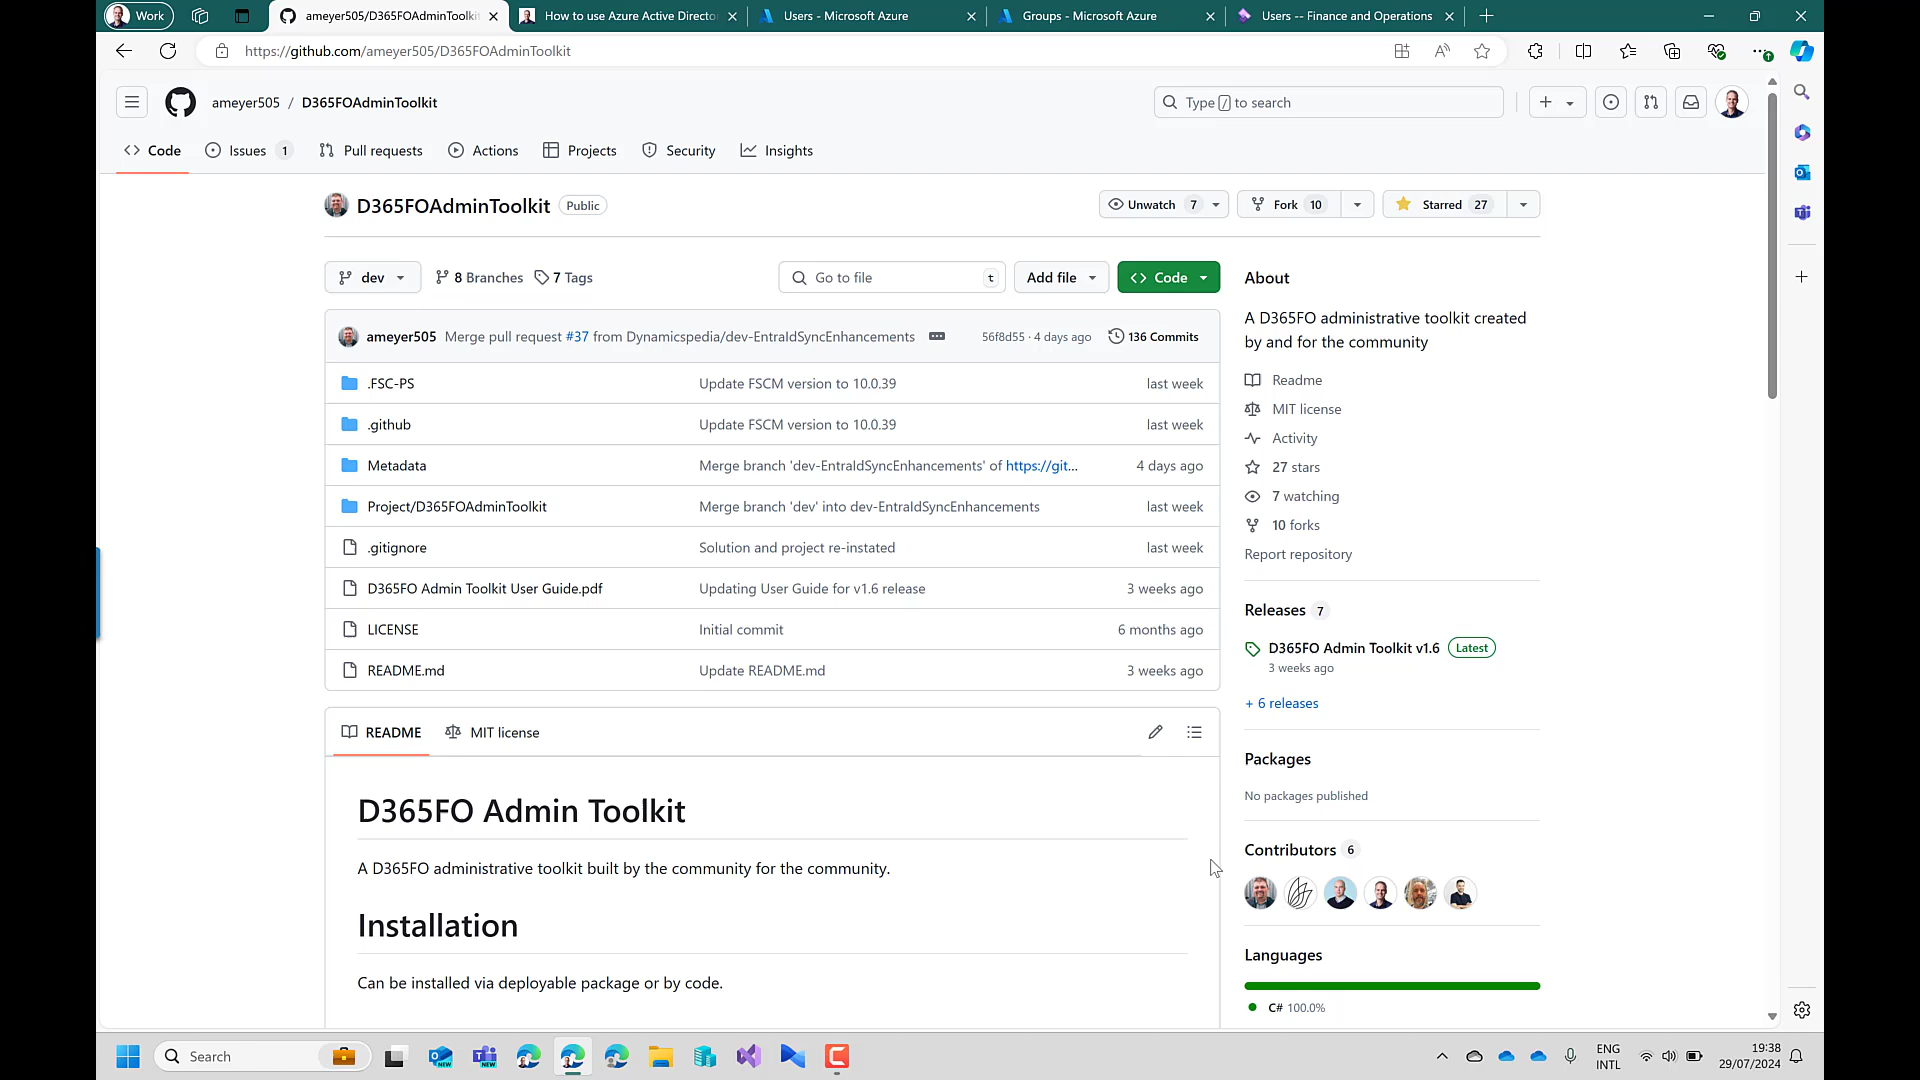 Work
ameyer505/D365FOAdminToolkit
How to use Azure Active Directo
Users - Microsoft Azure
Groups - Microsoft Azure
Users -- Finance and Operations
https://github.com/ameyer505/D365FOAdminToolkit
ameyer505 / D365FOAdminToolkit
Type / to search
Code
Issues 1
Pull requests
Actions
Projects
Security
Insights
D365FOAdminToolkit Public
Unwatch 7
Fork 10
Starred 27
dev
8 Branches
7 Tags
Go to file t
Add file
Code
ameyer505 Merge pull request #37 from Dynamicspedia/dev-EntraIdSyncEnhancements
56f8d55 · 4 days ago
136 Commits
.FSC-PS Update FSCM version to 10.0.39 last week
.github Update FSCM version to 10.0.39 last week
Metadata Merge branch 'dev-EntraIdSyncEnhancements' of https://git... 4 days ago
Project/D365FOAdminToolkit Merge branch 'dev' into dev-EntraIdSyncEnhancements last week
.gitignore Solution and project re-instated last week
D365FO Admin Toolkit User Guide.pdf Updating User Guide for v1.6 release 3 weeks ago
LICENSE Initial commit 6 months ago
README.md Update README.md 3 weeks ago
README
MIT license
D365FO Admin Toolkit
A D365FO administrative toolkit built by the community for the community.
Installation
Can be installed via deployable package or by code.
About
A D365FO administrative toolkit created
by and for the community
Readme
MIT license
Activity
27 stars
7 watching
10 forks
Report repository
Releases 7
D365FO Admin Toolkit v1.6 Latest
3 weeks ago
+ 6 releases
Packages
No packages published
Contributors 6
Languages
C# 100.0%
Search
NEW
NEW
ENG
INTL
19:38
29/07/2024